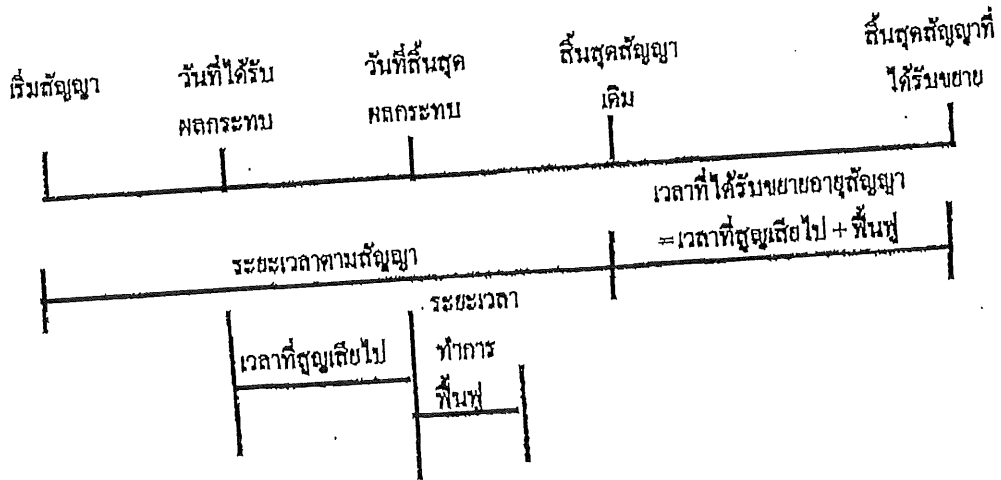 เริ่มสัญญา
วันที่ได้รับ
ผลกระทบ
วันที่สิ้นสุด
ผลกระทบ
สิ้นสุดสัญญา
เดิม
สิ้นสุดสัญญาที่
ได้รับขยาย
เวลาที่ได้รับขยายอายุสัญญา
=เวลาที่สูญเสียไป+ฟื้นฟู
ระยะเวลาตามสัญญา
เวลาที่สูญเสียไป
ระยะเวลา
ทำการ
ฟื้นฟู